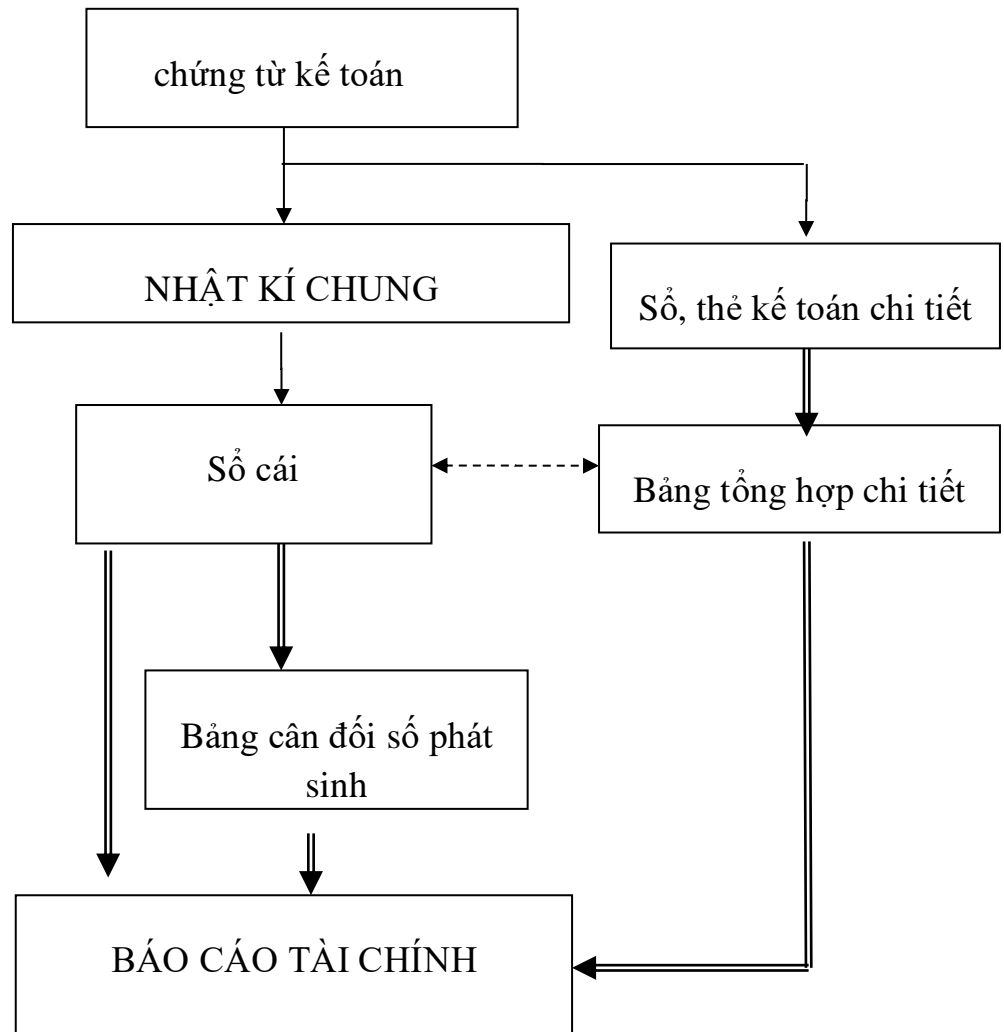 chứng từ kế toán
NHẬT KÍ CHUNG
Sổ, thẻ kế toán chi tiết
Sổ cái
Bảng tổng hợp chi tiết
Bảng cân đối số phát
sinh
BÁO CÁO TÀI CHÍNH